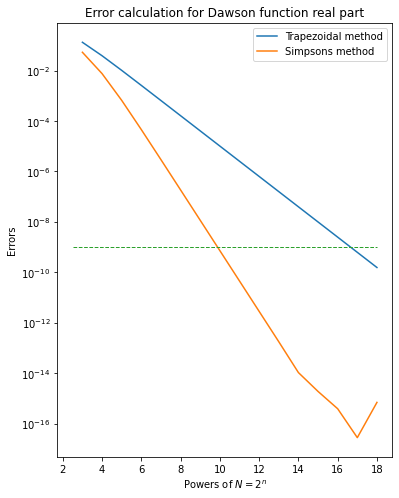 Error calculation for Dawson function real part
Trapezoidal method
Simpsons method
10⁻²
10⁻⁴
10⁻⁶
10⁻⁸
10⁻¹⁰
10⁻¹²
10⁻¹⁴
10⁻¹⁶
Errors
2 4 6 8 10 12 14 16 18
Powers of N = 2ⁿ